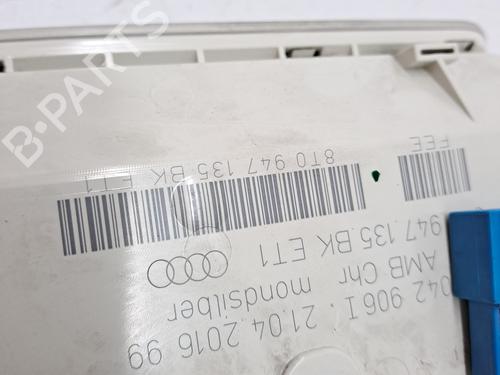 B-PARTS
FEE
8T0 947 135 BK ET1
947.135.BK ET1
AMB Chr mondsilber
042 906 I . 21.04.2016 99